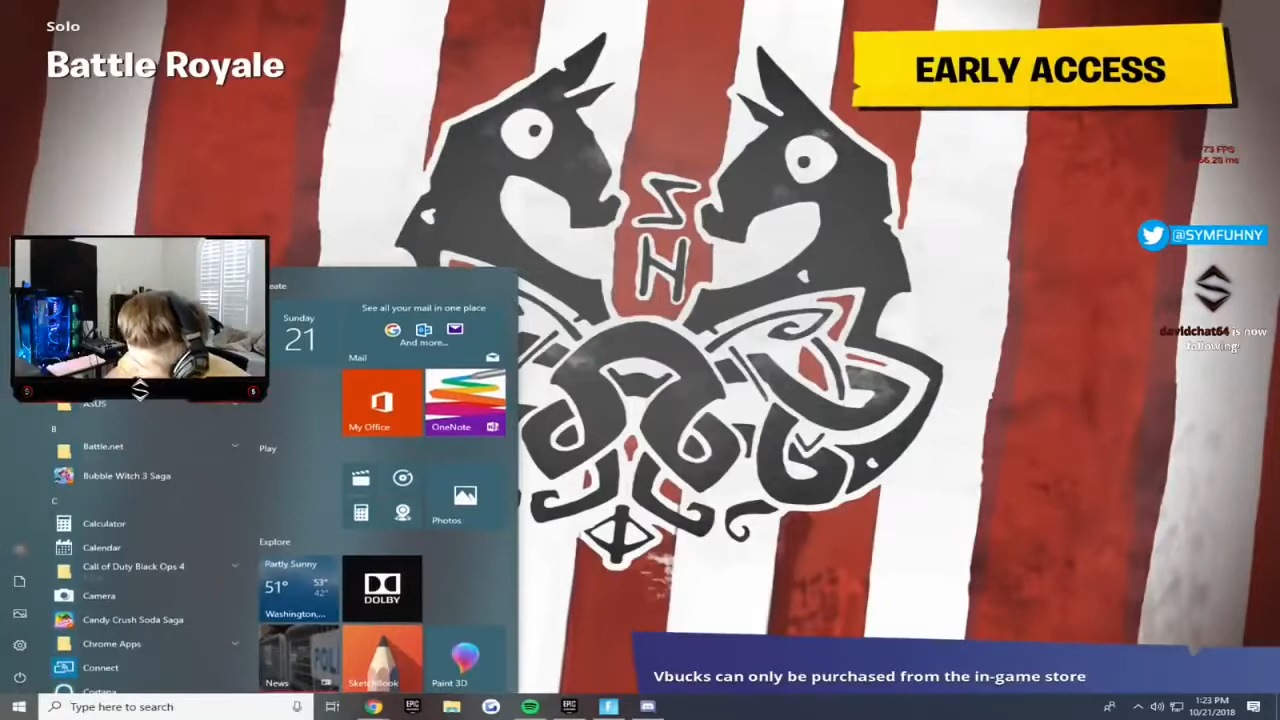 Solo
Battle Royale
EARLY ACCESS
@SYMFUHNY
davidchat64 is now
following!
Sunday
21
See all your mail in one place
And more...
Mail
My Office
OneNote
ASUS
B
Battle.net
Bubble Witch 3 Saga
C
Calculator
Calendar
Call of Duty Black Ops 4
Camera
Candy Crush Soda Saga
Chrome Apps
Connect
Cortana
Play
Photos
Explore
Partly Sunny
51°
53°
42°
Washington,...
DOLBY
News
SketchBook
Paint 3D
Vbucks can only be purchased from the in-game store
Type here to search
EPIC
EPIC
1:23 PM
10/21/2018